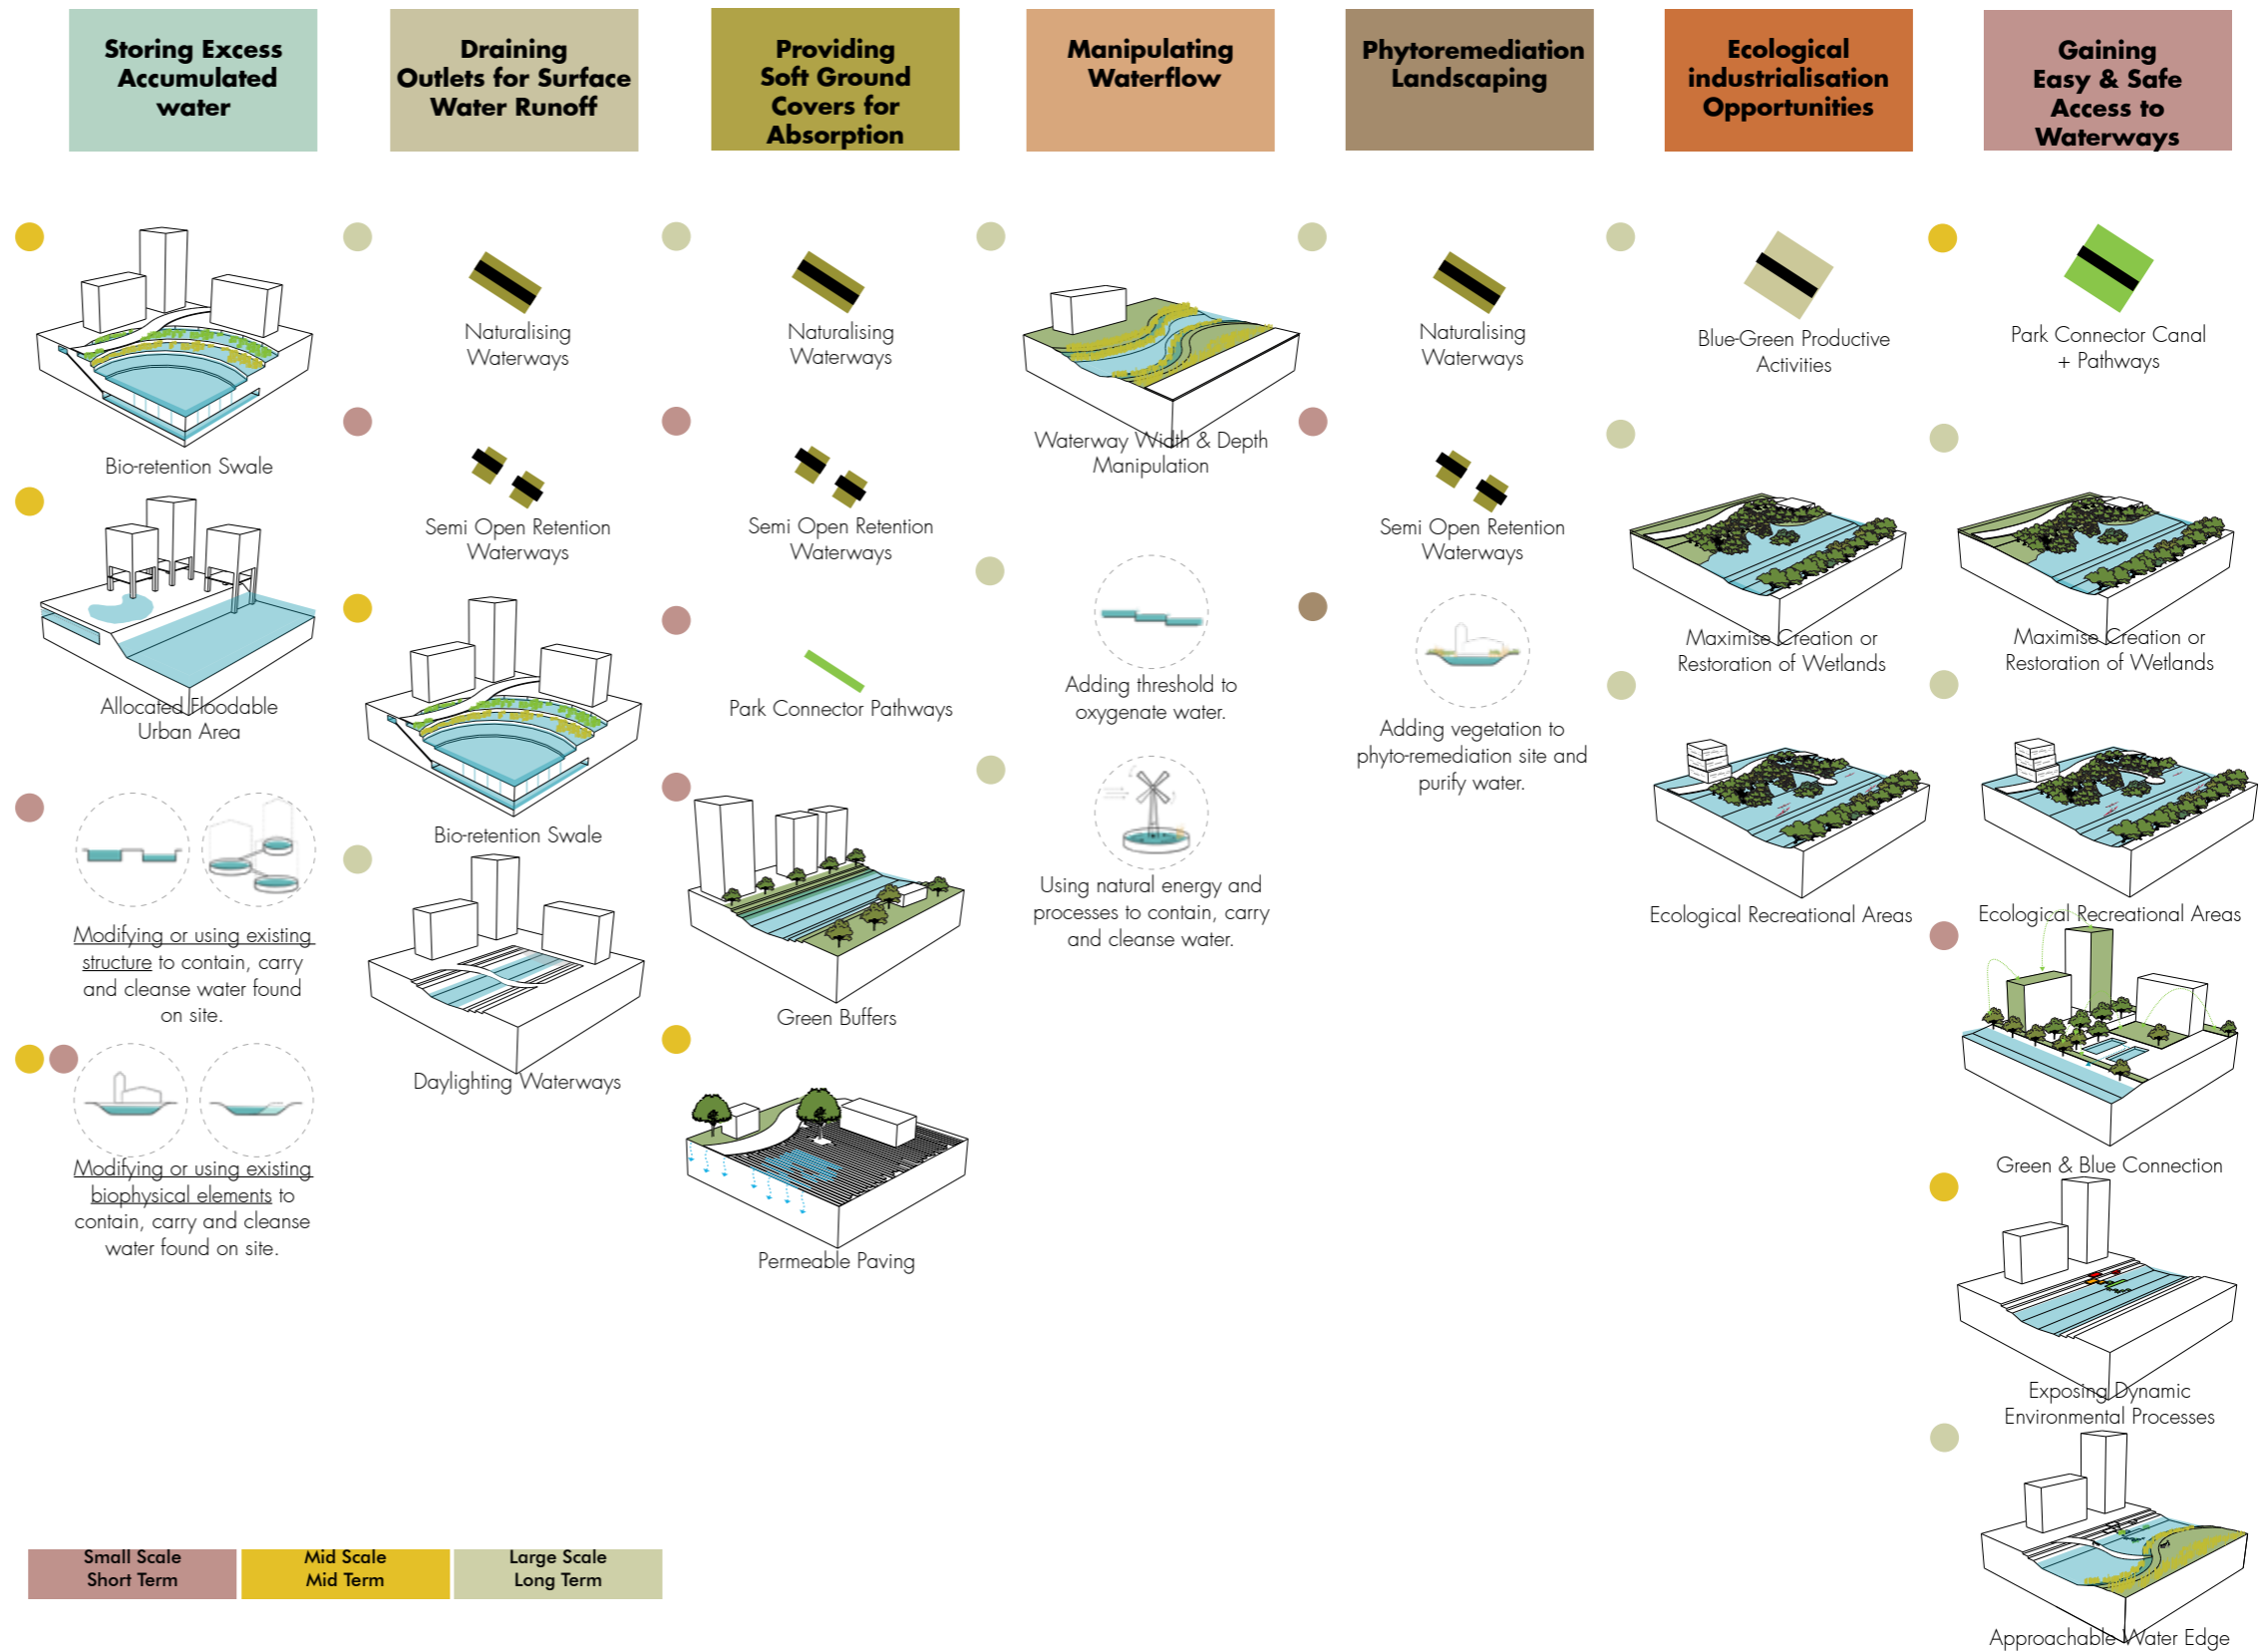 Storing Excess
Accumulated
water
Draining
Outlets for Surface
Water Runoff
Providing
Soft Ground
Covers for
Absorption
Manipulating
Waterflow
Phytoremediation
Landscaping
Ecological
industrialisation
Opportunities
Gaining
Easy & Safe
Access to
Waterways
Bio-retention Swale
Allocated Floodable
Urban Area
Modifying or using existing
structure to contain, carry
and cleanse water found
on site.
Modifying or using existing
biophysical elements to
contain, carry and cleanse
water found on site.
Naturalising
Waterways
Semi Open Retention
Waterways
Bio-retention Swale
Daylighting Waterways
Naturalising
Waterways
Semi Open Retention
Waterways
Park Connector Pathways
Green Buffers
Permeable Paving
Waterway Width & Depth
Manipulation
Adding threshold to
oxygenate water.
Using natural energy and
processes to contain, carry
and cleanse water.
Naturalising
Waterways
Semi Open Retention
Waterways
Adding vegetation to
phyto-remediation site and
purify water.
Blue-Green Productive
Activities
Maximise Creation or
Restoration of Wetlands
Ecological Recreational Areas
Park Connector Canal
+ Pathways
Maximise Creation or
Restoration of Wetlands
Ecological Recreational Areas
Green & Blue Connection
Exposing Dynamic
Environmental Processes
Approachable Water Edge
Small Scale
Short Term
Mid Scale
Mid Term
Large Scale
Long Term